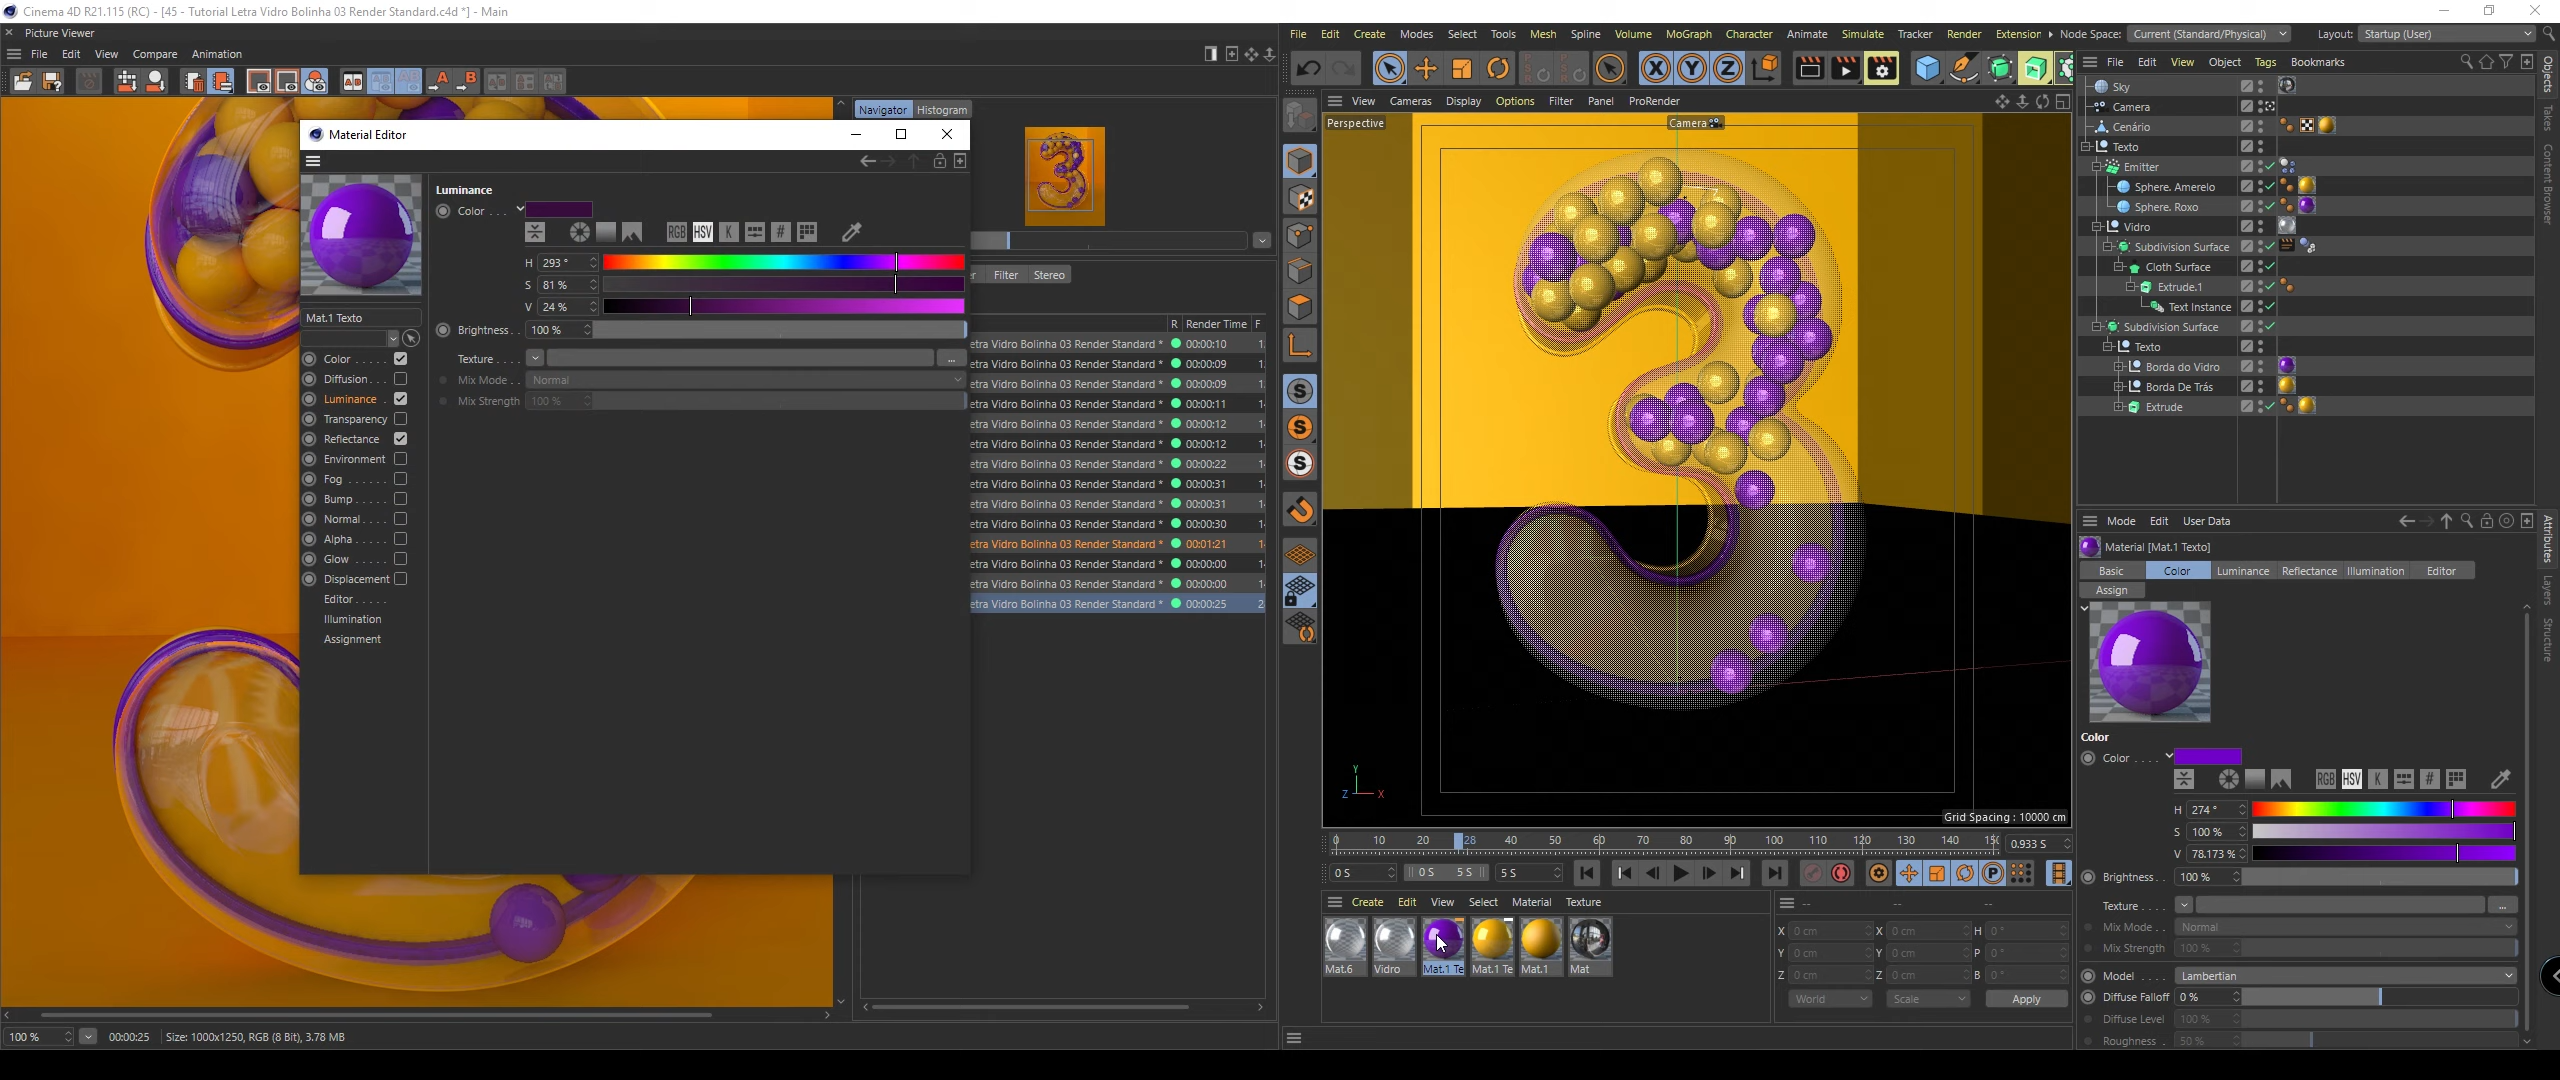 Cinema 4D R21.115 (RC) - [45 - Tutorial Letra Vidro Bolinha 03 Render Standard.c4d *] - Main
Picture Viewer
File Edit View Compare Animation
Navigator Histogram
Material Editor
Luminance
Color . . .
RGB HSV K #
H 293 °
S 81 %
V 24 %
Brightness . . 100 %
Texture . . . . ...
Mix Mode . . Normal
Mix Strength 100 %
Mat.1 Texto
Color . . . . .
Diffusion . . .
Luminance .
Transparency
Reflectance
Environment
Fog . . . . . .
Bump . . . . .
Normal . . . .
Alpha . . . . .
Glow . . . . .
Displacement
Editor . . . . .
Illumination
Assignment
Filter Stereo
R Render Time F
etra Vidro Bolinha 03 Render Standard * 00:00:10
etra Vidro Bolinha 03 Render Standard * 00:00:09
etra Vidro Bolinha 03 Render Standard * 00:00:09
etra Vidro Bolinha 03 Render Standard * 00:00:11
etra Vidro Bolinha 03 Render Standard * 00:00:12
etra Vidro Bolinha 03 Render Standard * 00:00:12
etra Vidro Bolinha 03 Render Standard * 00:00:22
etra Vidro Bolinha 03 Render Standard * 00:00:31
etra Vidro Bolinha 03 Render Standard * 00:00:31
etra Vidro Bolinha 03 Render Standard * 00:00:30
etra Vidro Bolinha 03 Render Standard * 00:01:21
etra Vidro Bolinha 03 Render Standard * 00:00:00
etra Vidro Bolinha 03 Render Standard * 00:00:00
etra Vidro Bolinha 03 Render Standard * 00:00:25
100 % 00:00:25 Size: 1000x1250, RGB (8 Bit), 3.78 MB
File Edit Create Modes Select Tools Mesh Spline Volume MoGraph Character Animate Simulate Tracker Render Extension Node Space: Current (Standard/Physical) Layout: Startup (User)
X Y Z
View Cameras Display Options Filter Panel ProRender
Perspective
Camera
Y
Z X
Grid Spacing : 10000 cm
0 10 20 28 40 50 60 70 80 90 100 110 120 130 140 15
0.933 S
0 S 0 S 5 S 5 S
Create Edit View Select Material Texture
Mat.6 Vidro Mat.1 Te Mat.1 Te Mat.1 Mat
-- -- --
X 0 cm X 0 cm H 0 °
Y 0 cm Y 0 cm P 0 °
Z 0 cm Z 0 cm B 0 °
World Scale Apply
File Edit View Object Tags Bookmarks
Sky
Camera
Cenário
Texto
Emitter
Sphere. Amerelo
Sphere. Roxo
Vidro
Subdivision Surface
Cloth Surface
Extrude.1
Text Instance
Subdivision Surface
Texto
Borda do Vidro
Borda De Trás
Extrude
Objects
Takes
Content Browser
Mode Edit User Data
Material [Mat.1 Texto]
Basic Color Luminance Reflectance Illumination Editor
Assign
Color
Color . . . .
RGB HSV K #
H 274 °
S 100 %
V 78.173 %
Brightness . . 100 %
Texture . . . . ...
Mix Mode . . Normal
Mix Strength 100 %
Model . . . . Lambertian
Diffuse Falloff 0 %
Diffuse Level 100 %
Roughness . 50 %
Attributes
Layers
Structure